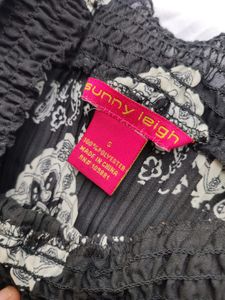 sunny leigh
S
100% POLYESTER
MADE IN CHINA